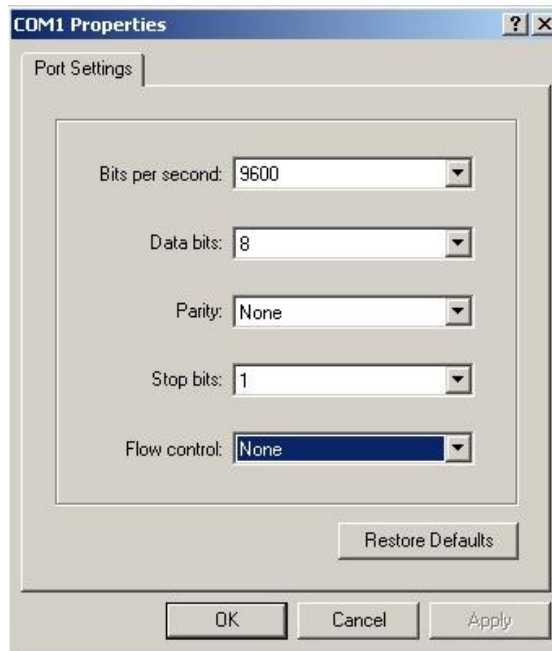 COM1 Properties
Port Settings
Bits per second: 9600
Data bits: 8
Parity: None
Stop bits: 1
Flow control: None
Restore Defaults
OK Cancel Apply